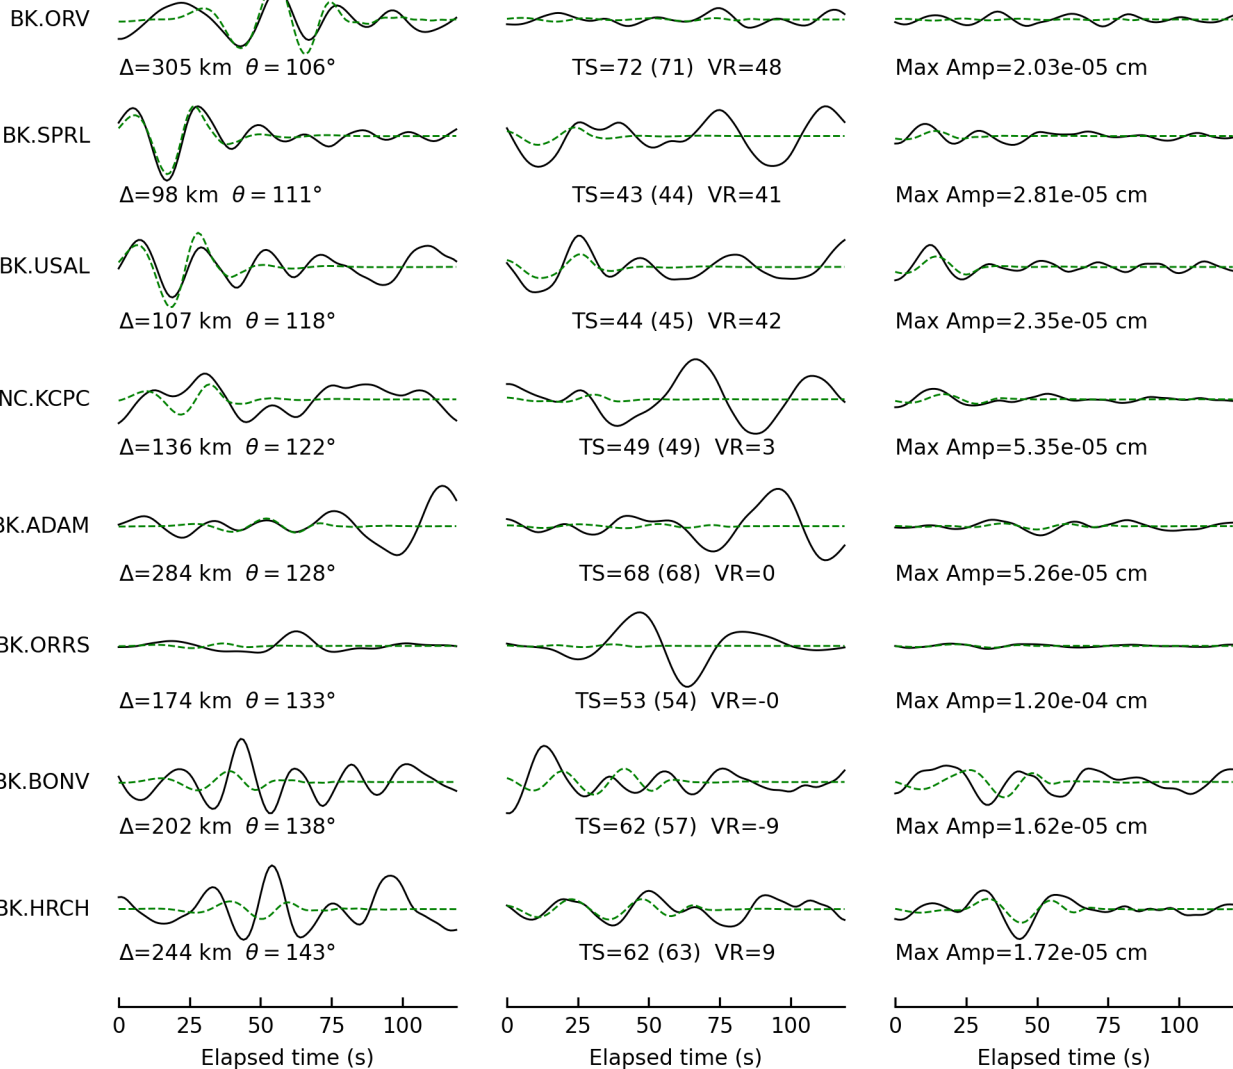 BK.ORV
Δ=305 km θ = 106° TS=72 (71) VR=48 Max Amp=2.03e-05 cm
BK.SPRL
Δ=98 km θ = 111° TS=43 (44) VR=41 Max Amp=2.81e-05 cm
BK.USAL
Δ=107 km θ = 118° TS=44 (45) VR=42 Max Amp=2.35e-05 cm
NC.KCPC
Δ=136 km θ = 122° TS=49 (49) VR=3 Max Amp=5.35e-05 cm
BK.ADAM
Δ=284 km θ = 128° TS=68 (68) VR=0 Max Amp=5.26e-05 cm
BK.ORRS
Δ=174 km θ = 133° TS=53 (54) VR=-0 Max Amp=1.20e-04 cm
BK.BONV
Δ=202 km θ = 138° TS=62 (57) VR=-9 Max Amp=1.62e-05 cm
BK.HRCH
Δ=244 km θ = 143° TS=62 (63) VR=9 Max Amp=1.72e-05 cm
0 25 50 75 100 0 25 50 75 100 0 25 50 75 100
Elapsed time (s) Elapsed time (s) Elapsed time (s)